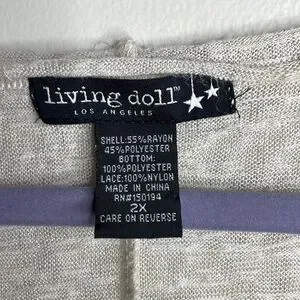 living doll™
LOS ANGELES
SHELL:55%RAYON
45%POLYESTER
BOTTOM:
100%POLYESTER
LACE:100%NYLON
MADE IN CHINA
RN#150194
2X
CARE ON REVERSE